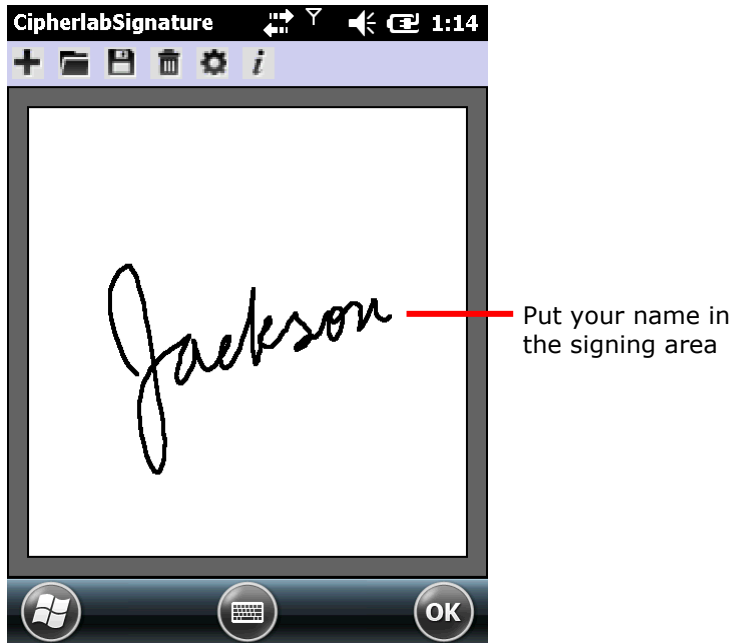 CipherlabSignature 1:14
i
Jackson
Put your name in
the signing area
OK